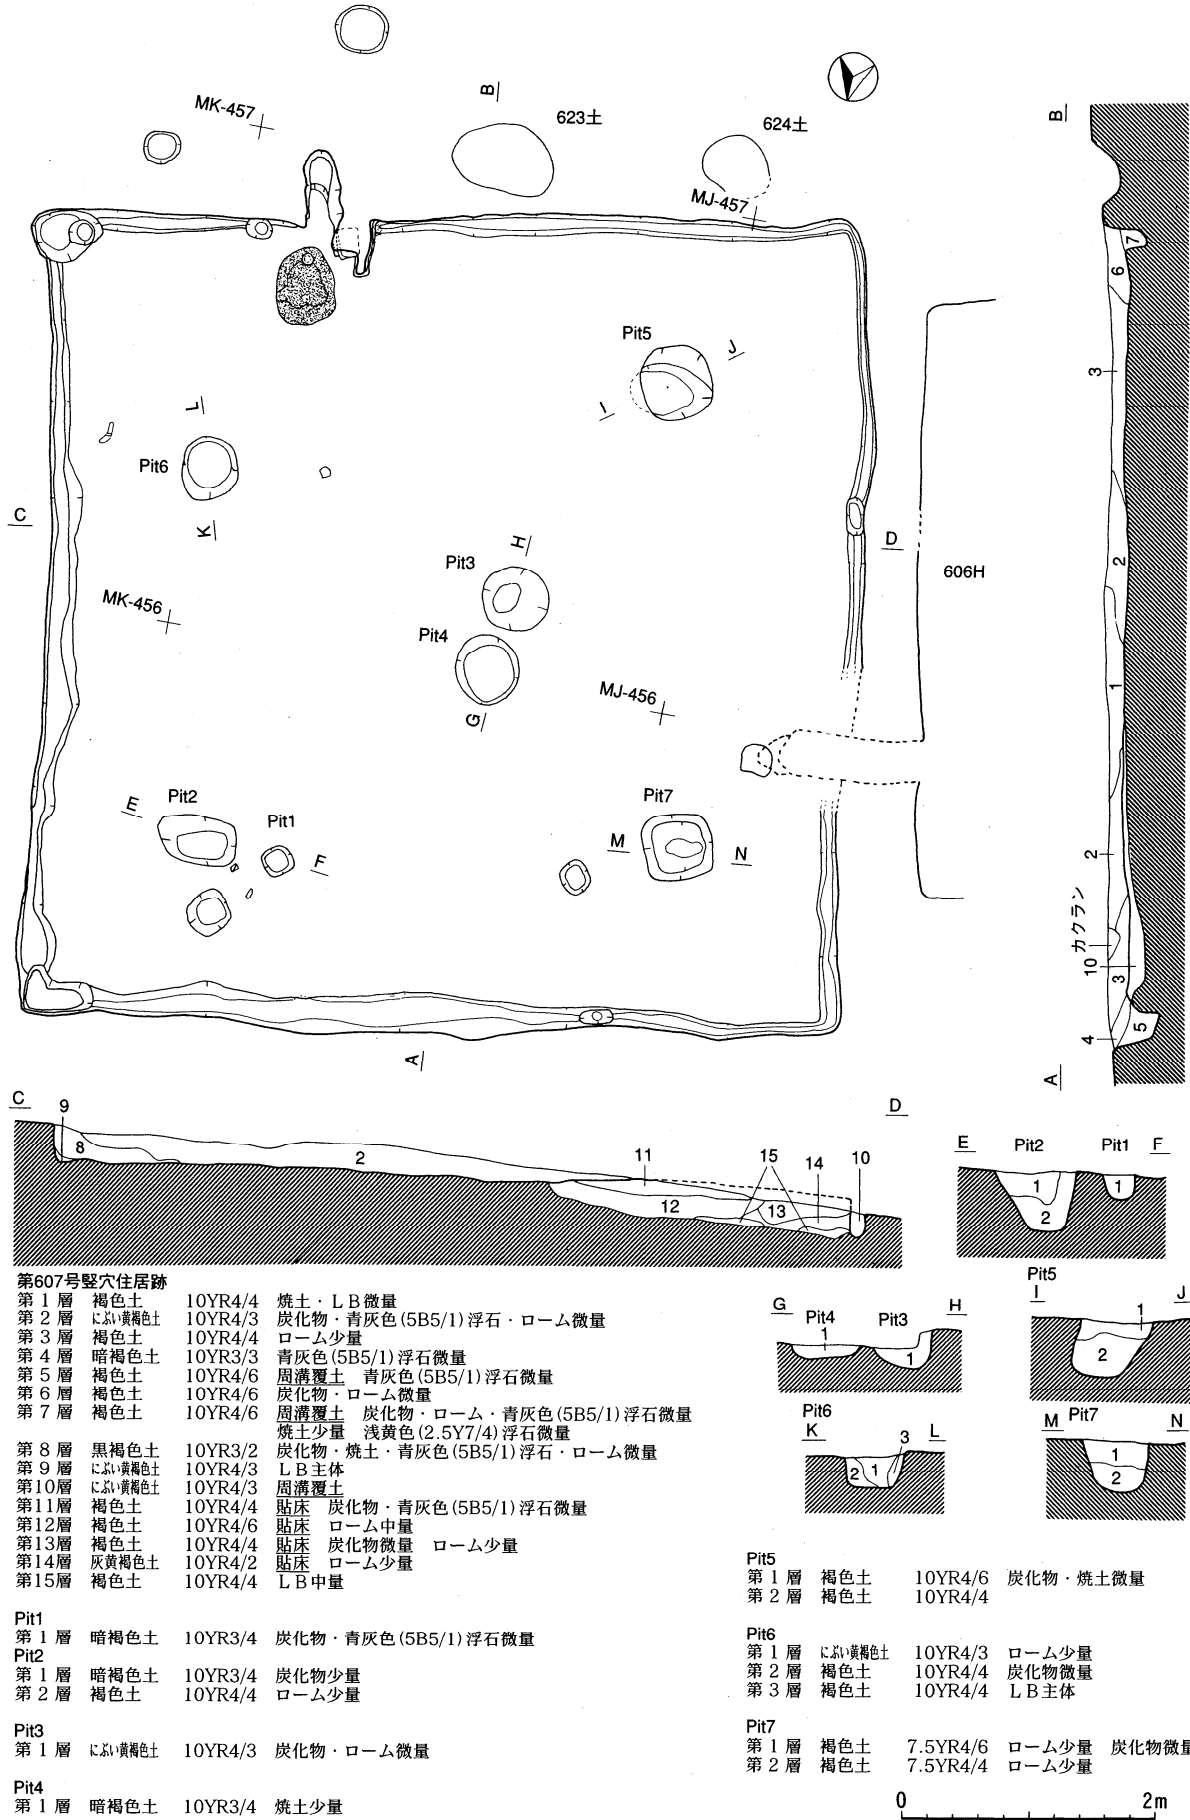 MK-457
B
623土
624土
MJ-457
B
7
6
Pit5
J
I
3
L
Pit6
K
C
H
D
Pit3
2
606H
MK-456
Pit4
MJ-456
G
1
E
Pit2
Pit1
F
Pit7
M
N
2
カクラン
10
3
5
4
A
A
C
9
D
8
2
11
15
14
10
12
13
E
Pit2
Pit1
F
1
1
2
第607号竪穴住居跡
第1層 褐色土 10YR4/4 焼土・LB微量
第2層 にぶい黄褐色土 10YR4/3 炭化物・青灰色(5B5/1)浮石・ローム微量
第3層 褐色土 10YR4/4 ローム少量
第4層 暗褐色土 10YR3/3 青灰色(5B5/1)浮石微量
第5層 褐色土 10YR4/6 周溝覆土 青灰色(5B5/1)浮石微量
第6層 褐色土 10YR4/6 炭化物・ローム微量
第7層 褐色土 10YR4/6 周溝覆土 炭化物・ローム・青灰色(5B5/1)浮石微量
焼土少量 浅黄色(2.5Y7/4)浮石微量
第8層 黒褐色土 10YR3/2 炭化物・焼土・青灰色(5B5/1)浮石・ローム微量
第9層 にぶい黄褐色土 10YR4/3 LB主体
第10層 にぶい黄褐色土 10YR4/3 周溝覆土
第11層 褐色土 10YR4/4 貼床 炭化物・青灰色(5B5/1)浮石微量
第12層 褐色土 10YR4/6 貼床 ローム中量
第13層 褐色土 10YR4/4 貼床 炭化物微量 ローム少量
第14層 灰黄褐色土 10YR4/2 貼床 ローム少量
第15層 褐色土 10YR4/4 LB中量
Pit1
第1層 暗褐色土 10YR3/4 炭化物・青灰色(5B5/1)浮石微量
Pit2
第1層 暗褐色土 10YR3/4 炭化物少量
第2層 褐色土 10YR4/4 ローム少量
Pit3
第1層 にぶい黄褐色土 10YR4/3 炭化物・ローム微量
Pit4
第1層 暗褐色土 10YR3/4 焼土少量
G
Pit4
Pit3
H
1
1
Pit5
I
J
1
2
Pit6
K
3
L
2
1
M
Pit7
N
1
2
Pit5
第1層 褐色土 10YR4/6 炭化物・焼土微量
第2層 褐色土 10YR4/4
Pit6
第1層 にぶい黄褐色土 10YR4/3 ローム少量
第2層 褐色土 10YR4/4 炭化物微量
第3層 褐色土 10YR4/4 LB主体
Pit7
第1層 褐色土 7.5YR4/6 ローム少量 炭化物微量
第2層 褐色土 7.5YR4/4 ローム少量
0 2m